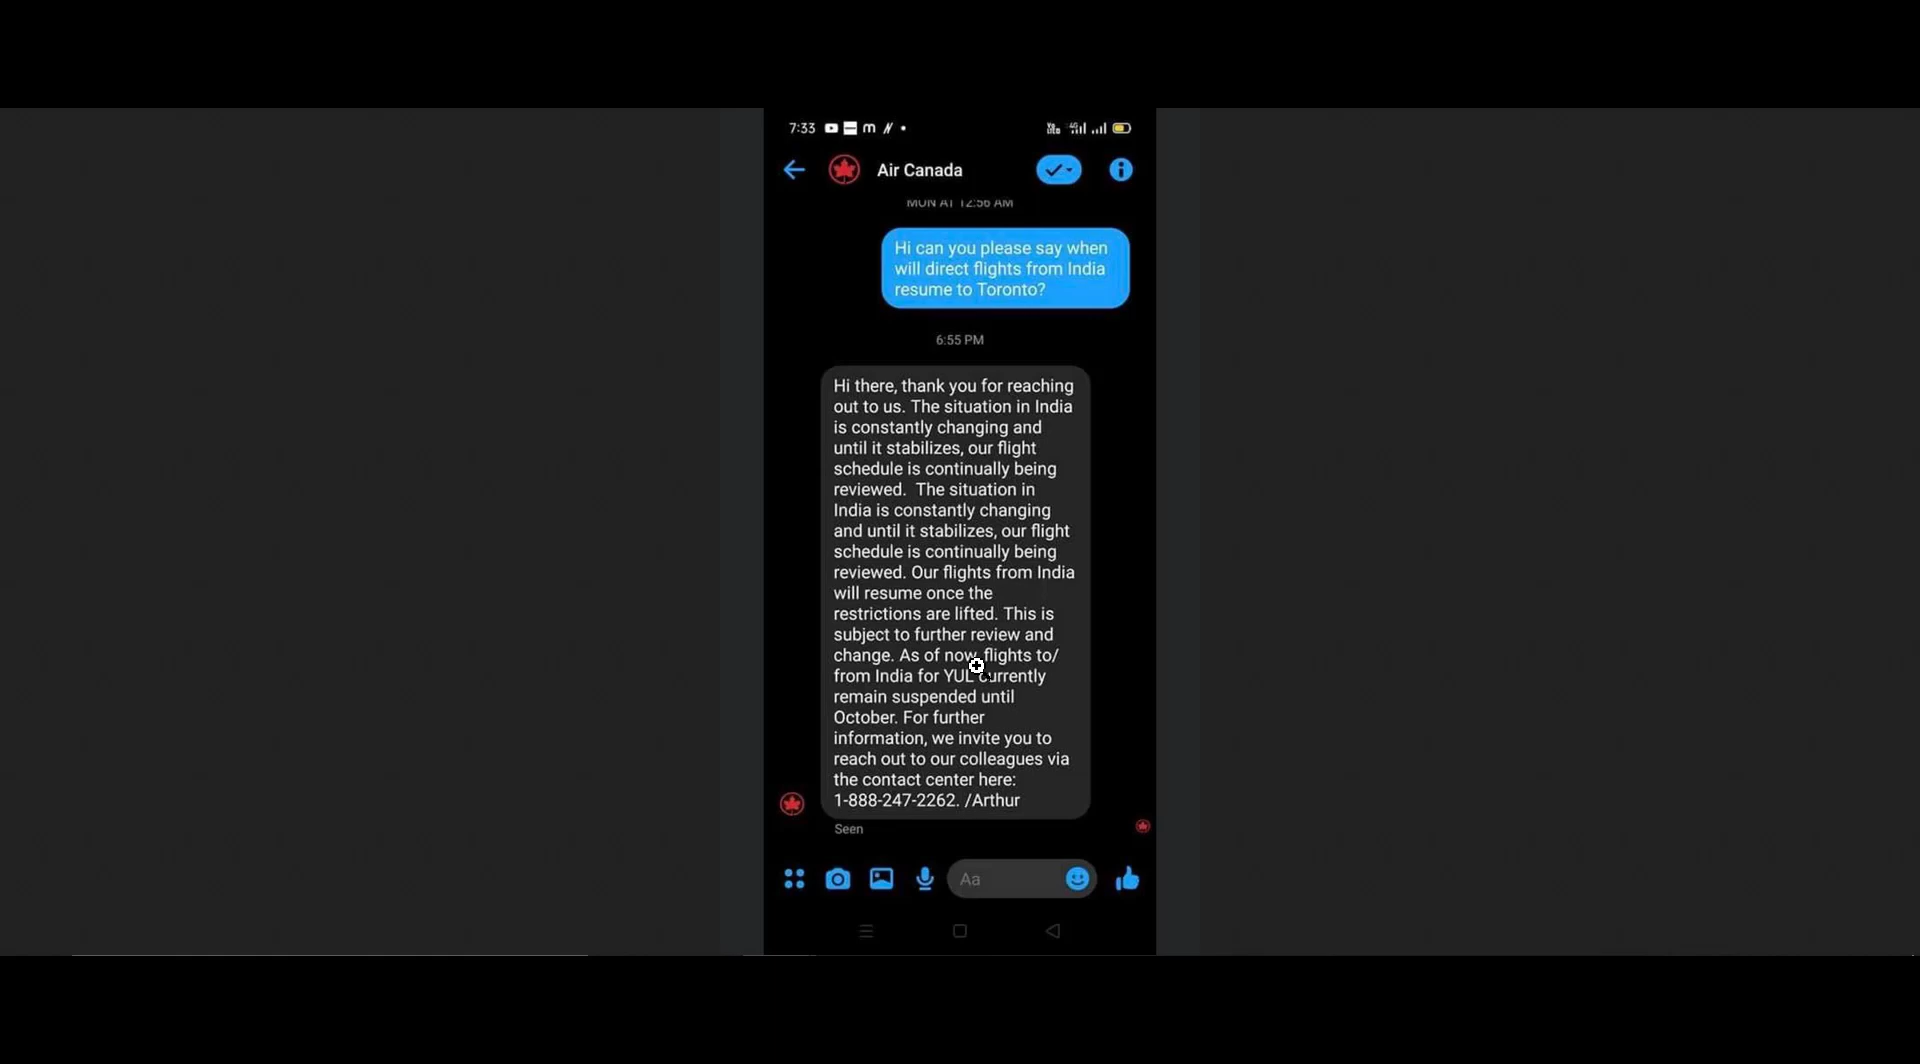 7:33
Air Canada
MON AT 12:56 AM
Hi can you please say when
will direct flights from India
resume to Toronto?
6:55 PM
Hi there, thank you for reaching
out to us. The situation in India
is constantly changing and
until it stabilizes, our flight
schedule is continually being
reviewed.  The situation in
India is constantly changing
and until it stabilizes, our flight
schedule is continually being
reviewed. Our flights from India
will resume once the
restrictions are lifted. This is
subject to further review and
change. As of now flights to/
from India for YUL currently
remain suspended until
October. For further
information, we invite you to
reach out to our colleagues via
the contact center here:
1-888-247-2262. /Arthur
Seen
Aa